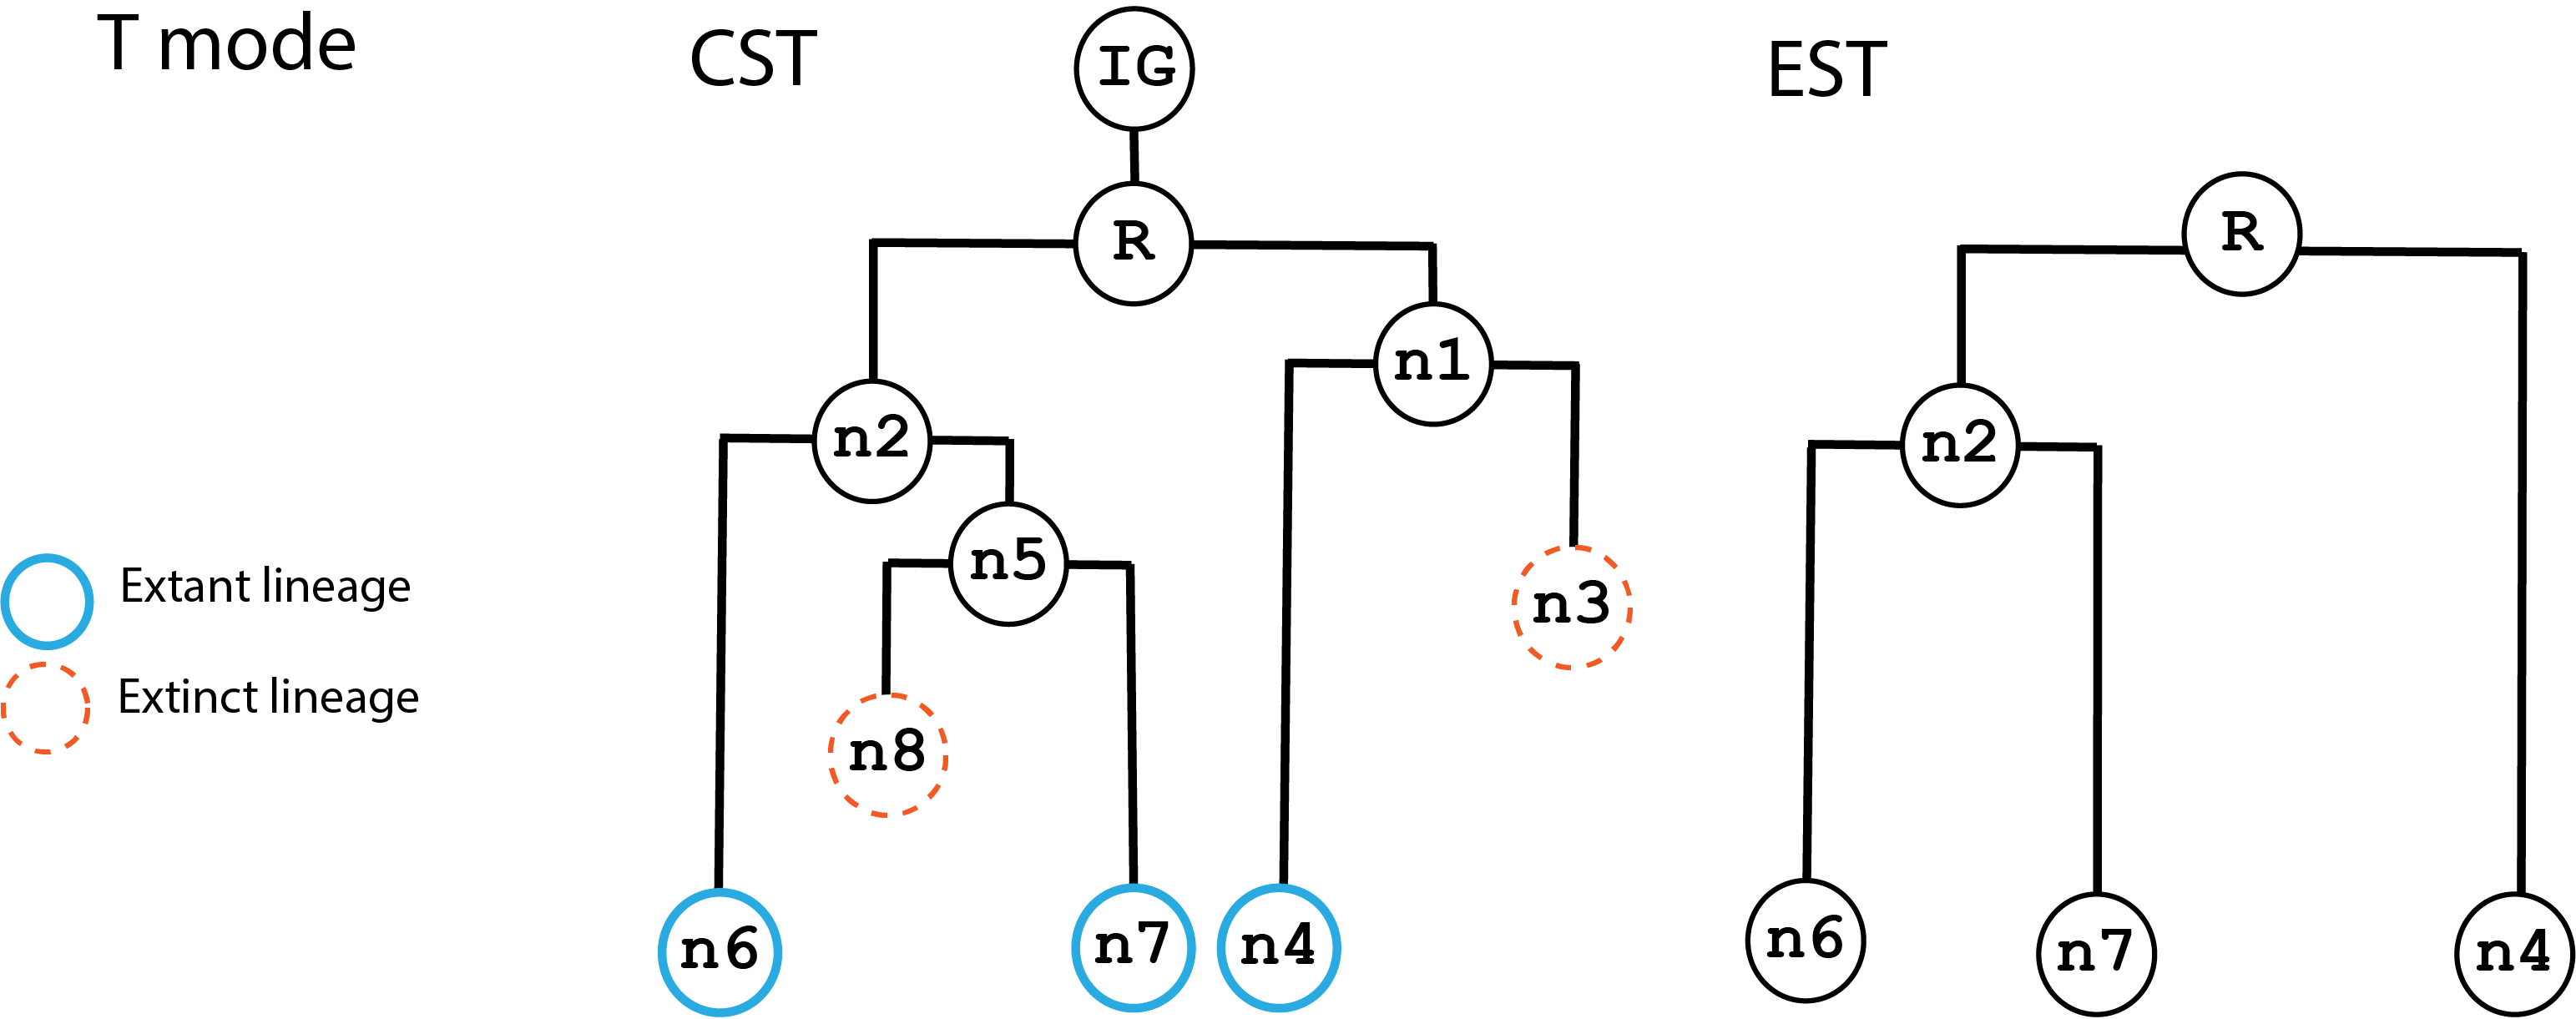 T mode
CST
IG
EST
R
R
n1
n2
n2
n5
n3
Extant lineage
Extinct lineage
n8
n6
n7
n4
n6
n7
n4